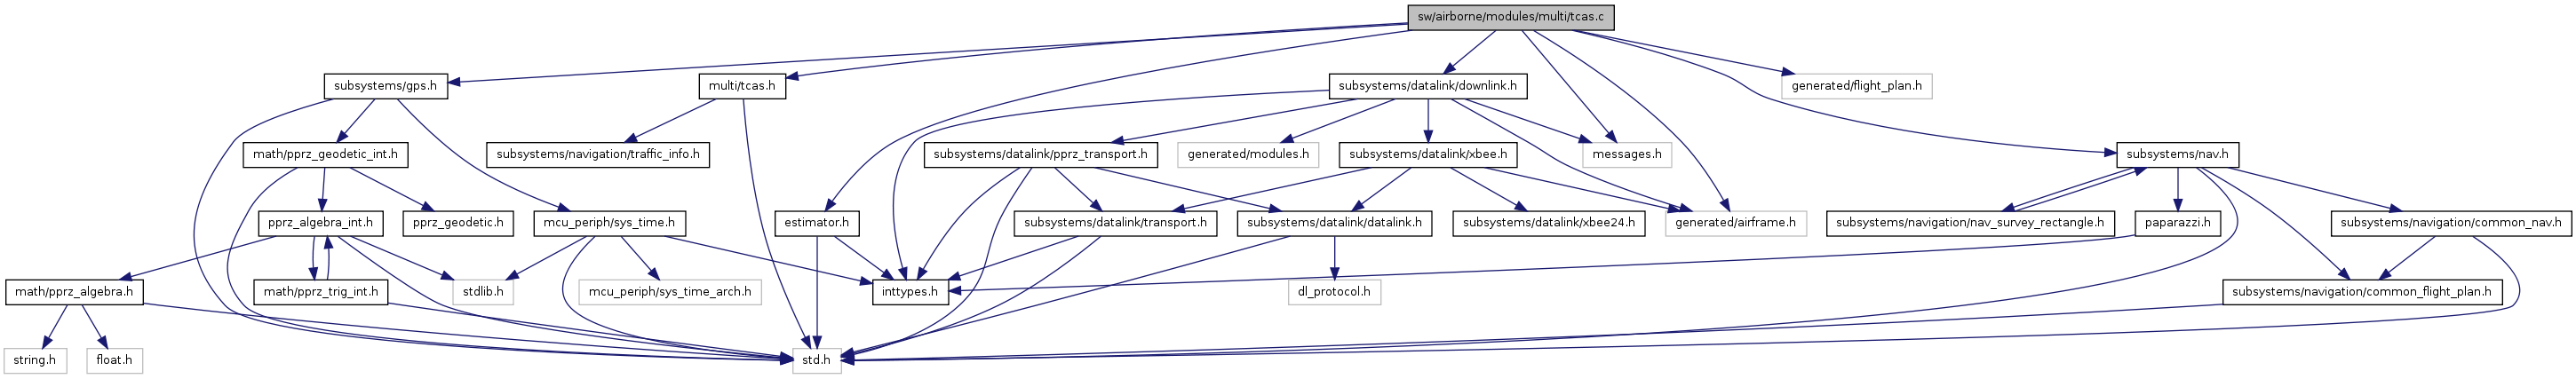 sw/airborne/modules/multi/tcas.c
subsystems/gps.h
multi/tcas.h
subsystems/datalink/downlink.h
generated/flight_plan.h
math/pprz_geodetic_int.h
subsystems/navigation/traffic_info.h
subsystems/datalink/pprz_transport.h
generated/modules.h
subsystems/datalink/xbee.h
messages.h
subsystems/nav.h
pprz_algebra_int.h
pprz_geodetic.h
mcu_periph/sys_time.h
estimator.h
subsystems/datalink/transport.h
subsystems/datalink/datalink.h
subsystems/datalink/xbee24.h
generated/airframe.h
subsystems/navigation/nav_survey_rectangle.h
paparazzi.h
subsystems/navigation/common_nav.h
math/pprz_algebra.h
math/pprz_trig_int.h
stdlib.h
mcu_periph/sys_time_arch.h
inttypes.h
dl_protocol.h
subsystems/navigation/common_flight_plan.h
string.h
float.h
std.h